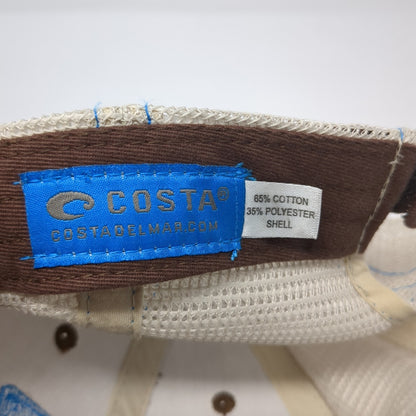 COSTA®
COSTADELMAR.COM
65% COTTON
35% POLYESTER
SHELL